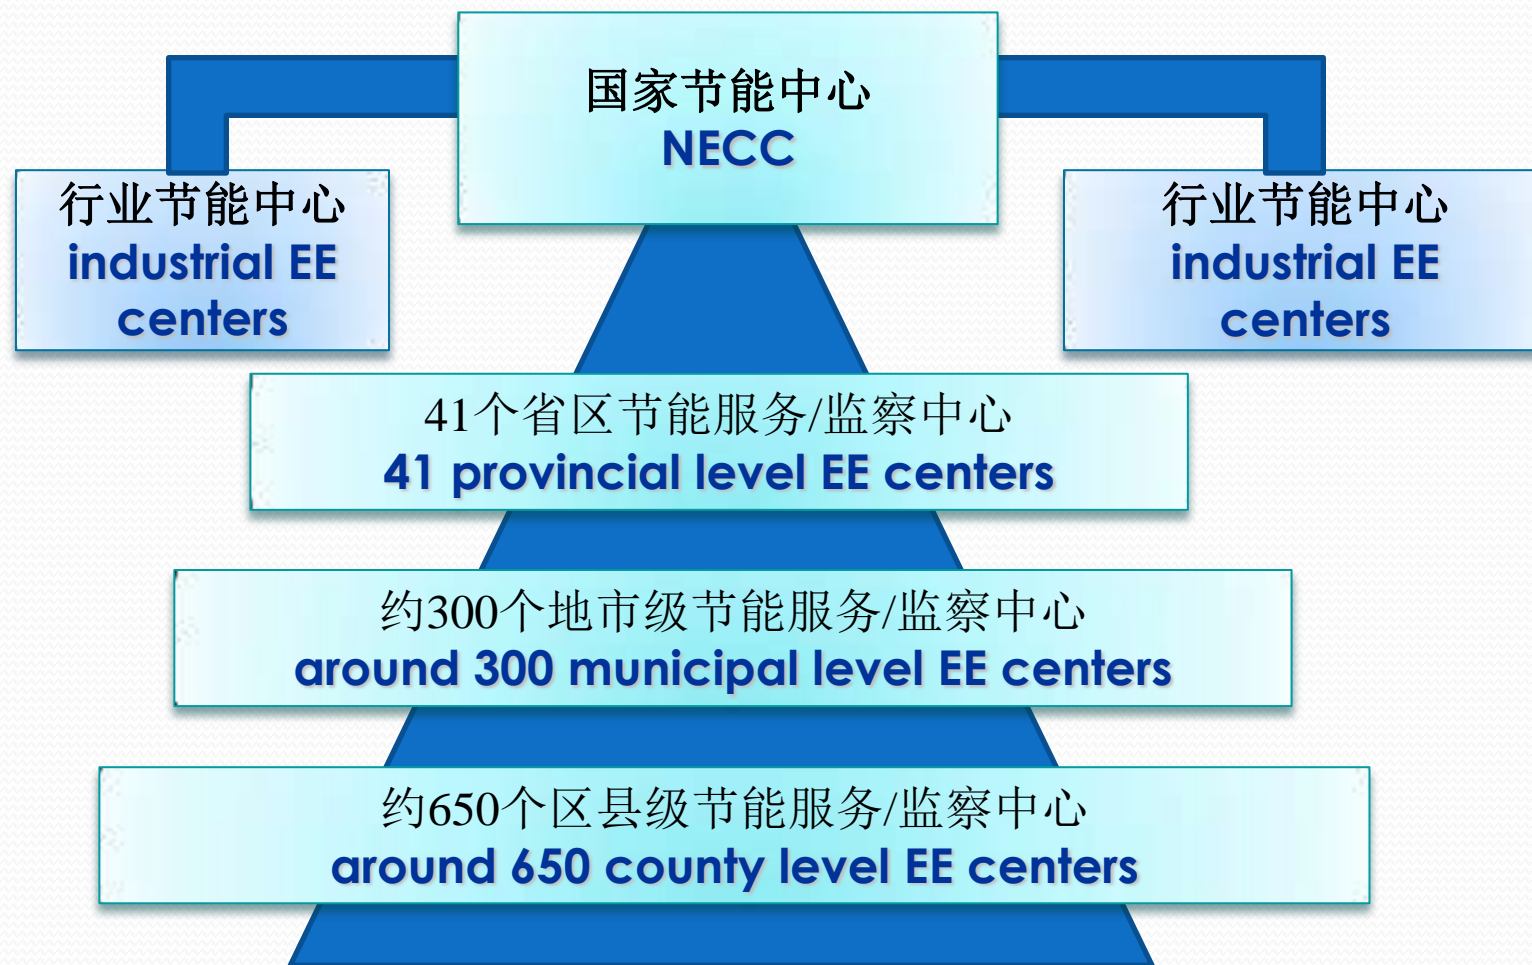 国家节能中心
NECC
行业节能中心
industrial EE
centers
行业节能中心
industrial EE
centers
41个省区节能服务/监察中心
41 provincial level EE centers
约300个地市级节能服务/监察中心
around 300 municipal level EE centers
约650个区县级节能服务/监察中心
around 650 county level EE centers